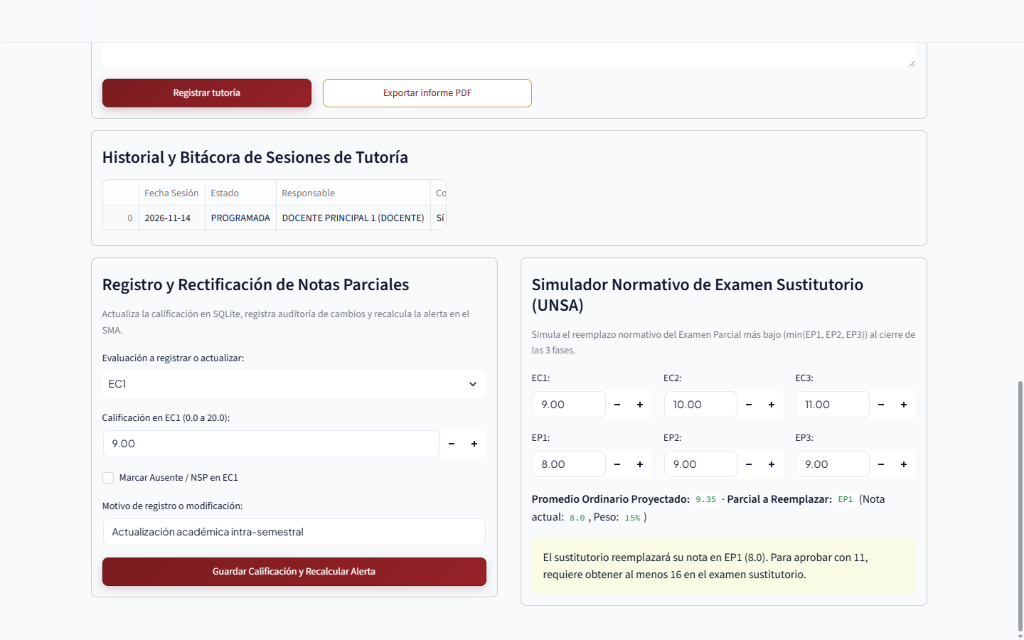 Registrar tutoría
Exportar informe PDF
Historial y Bitácora de Sesiones de Tutoría
Fecha Sesión Estado Responsable Co
0 2026-11-14 PROGRAMADA DOCENTE PRINCIPAL 1 (DOCENTE) Sí
Registro y Rectificación de Notas Parciales
Actualiza la calificación en SQLite, registra auditoría de cambios y recalcula la alerta en el
SMA.
Evaluación a registrar o actualizar:
EC1
Calificación en EC1 (0.0 a 20.0):
9.00 − +
Marcar Ausente / NSP en EC1
Motivo de registro o modificación:
Actualización académica intra-semestral
Guardar Calificación y Recalcular Alerta
Simulador Normativo de Examen Sustitutorio
(UNSA)
Simula el reemplazo normativo del Examen Parcial más bajo (min(EP1, EP2, EP3)) al cierre de
las 3 fases.
EC1: EC2: EC3:
9.00 − + 10.00 − + 11.00 − +
EP1: EP2: EP3:
8.00 − + 9.00 − + 9.00 − +
Promedio Ordinario Proyectado: 9.35 · Parcial a Reemplazar: EP1 (Nota
actual: 8.0 , Peso: 15% )
El sustitutorio reemplazará su nota en EP1 (8.0). Para aprobar con 11,
requiere obtener al menos 16 en el examen sustitutorio.